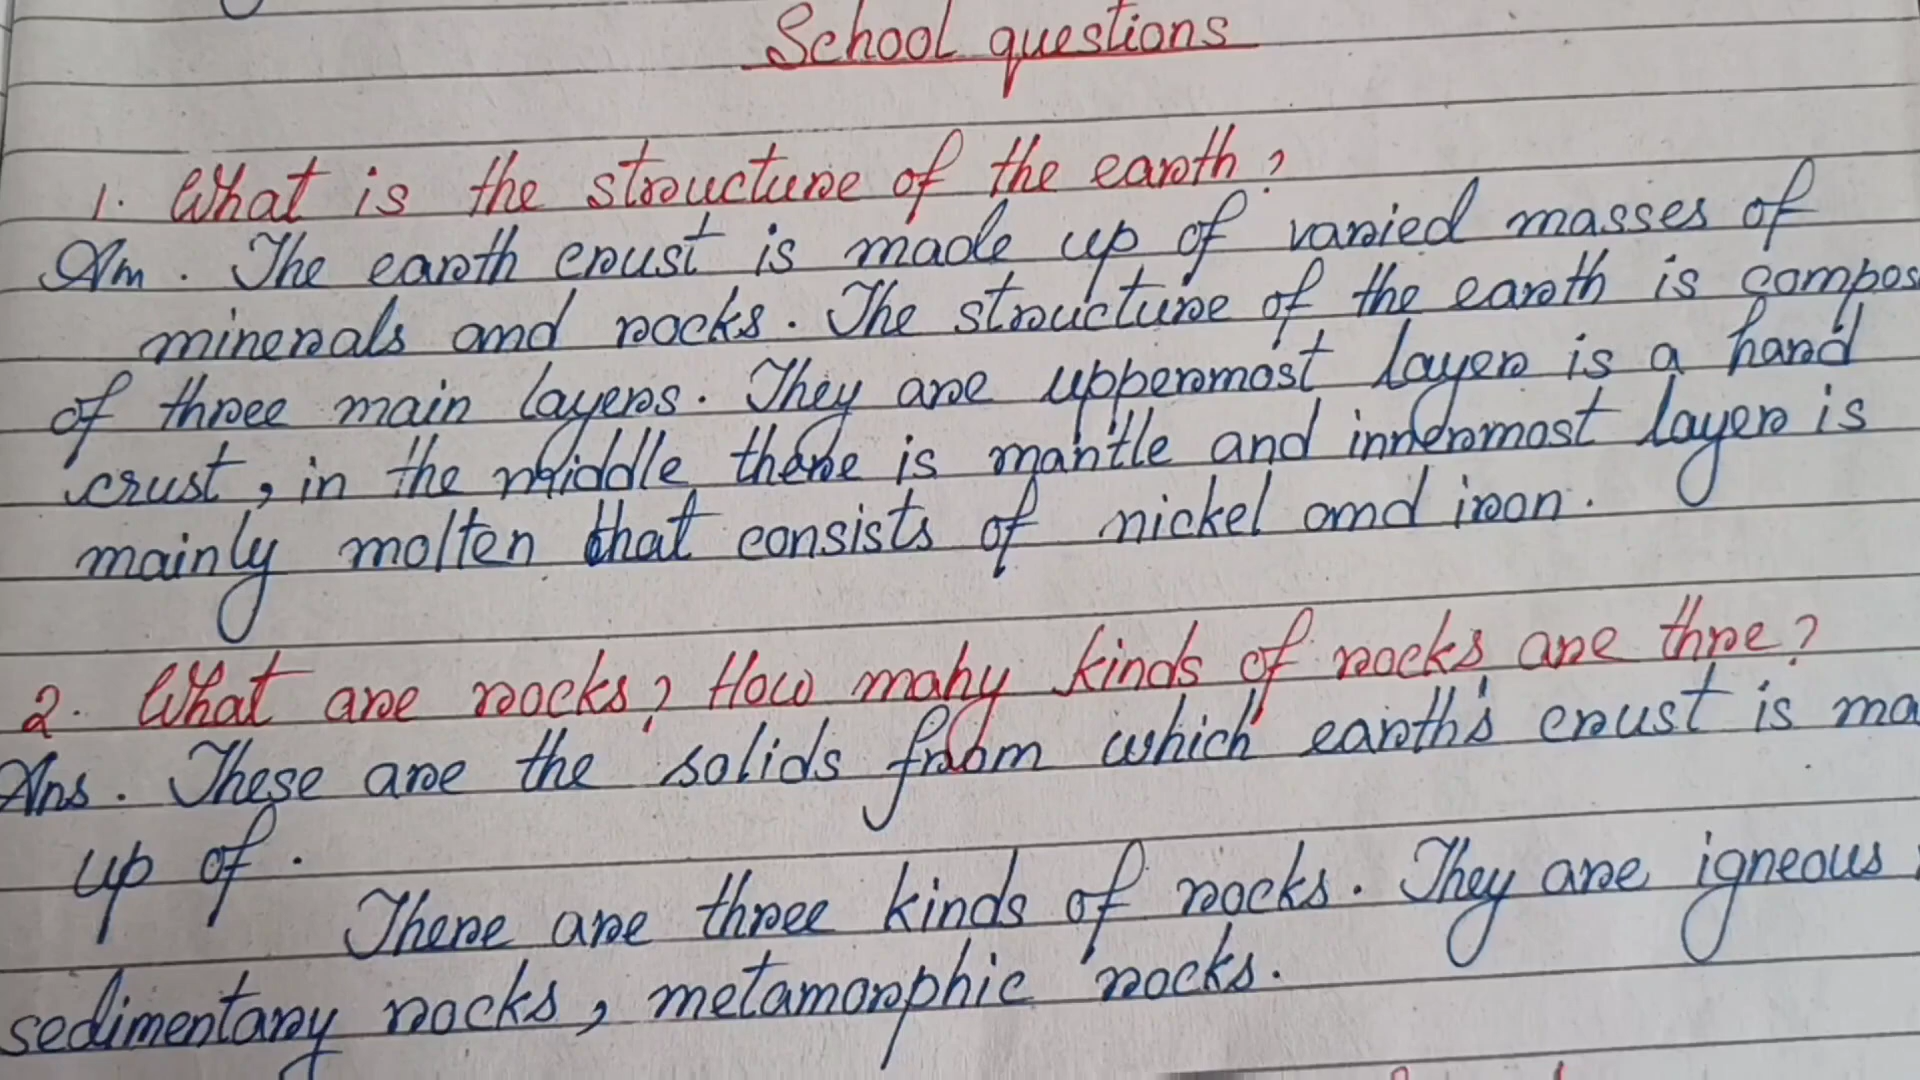 School questions
1. What is the structure of the earth?
Ans. The earth crust is made up of varied masses of
minerals and rocks. The structure of the earth is compos
of three main layers. They are uppermost layer is a hard
crust, in the middle there is mantle and innermost layer is
mainly molten that consists of nickel and iron.
2. What are rocks? How many kinds of rocks are thre?
Ans. These are the solids from which earth's crust is ma
up of.
There are three kinds of rocks. They are igneous
sedimentary rocks, metamorphic rocks.